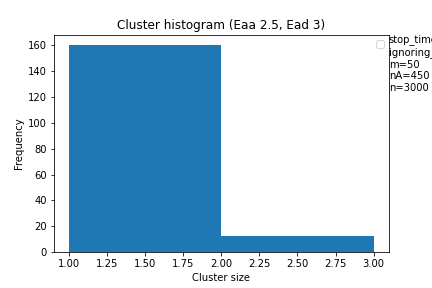 Cluster histogram (Eaa 2.5, Ead 3)
160
140
120
100
80
60
40
20
0
Frequency
1.00 1.25 1.50 1.75 2.00 2.25 2.50 2.75 3.00
Cluster size
stop_time
ignoring_
m=50
nA=450
n=3000